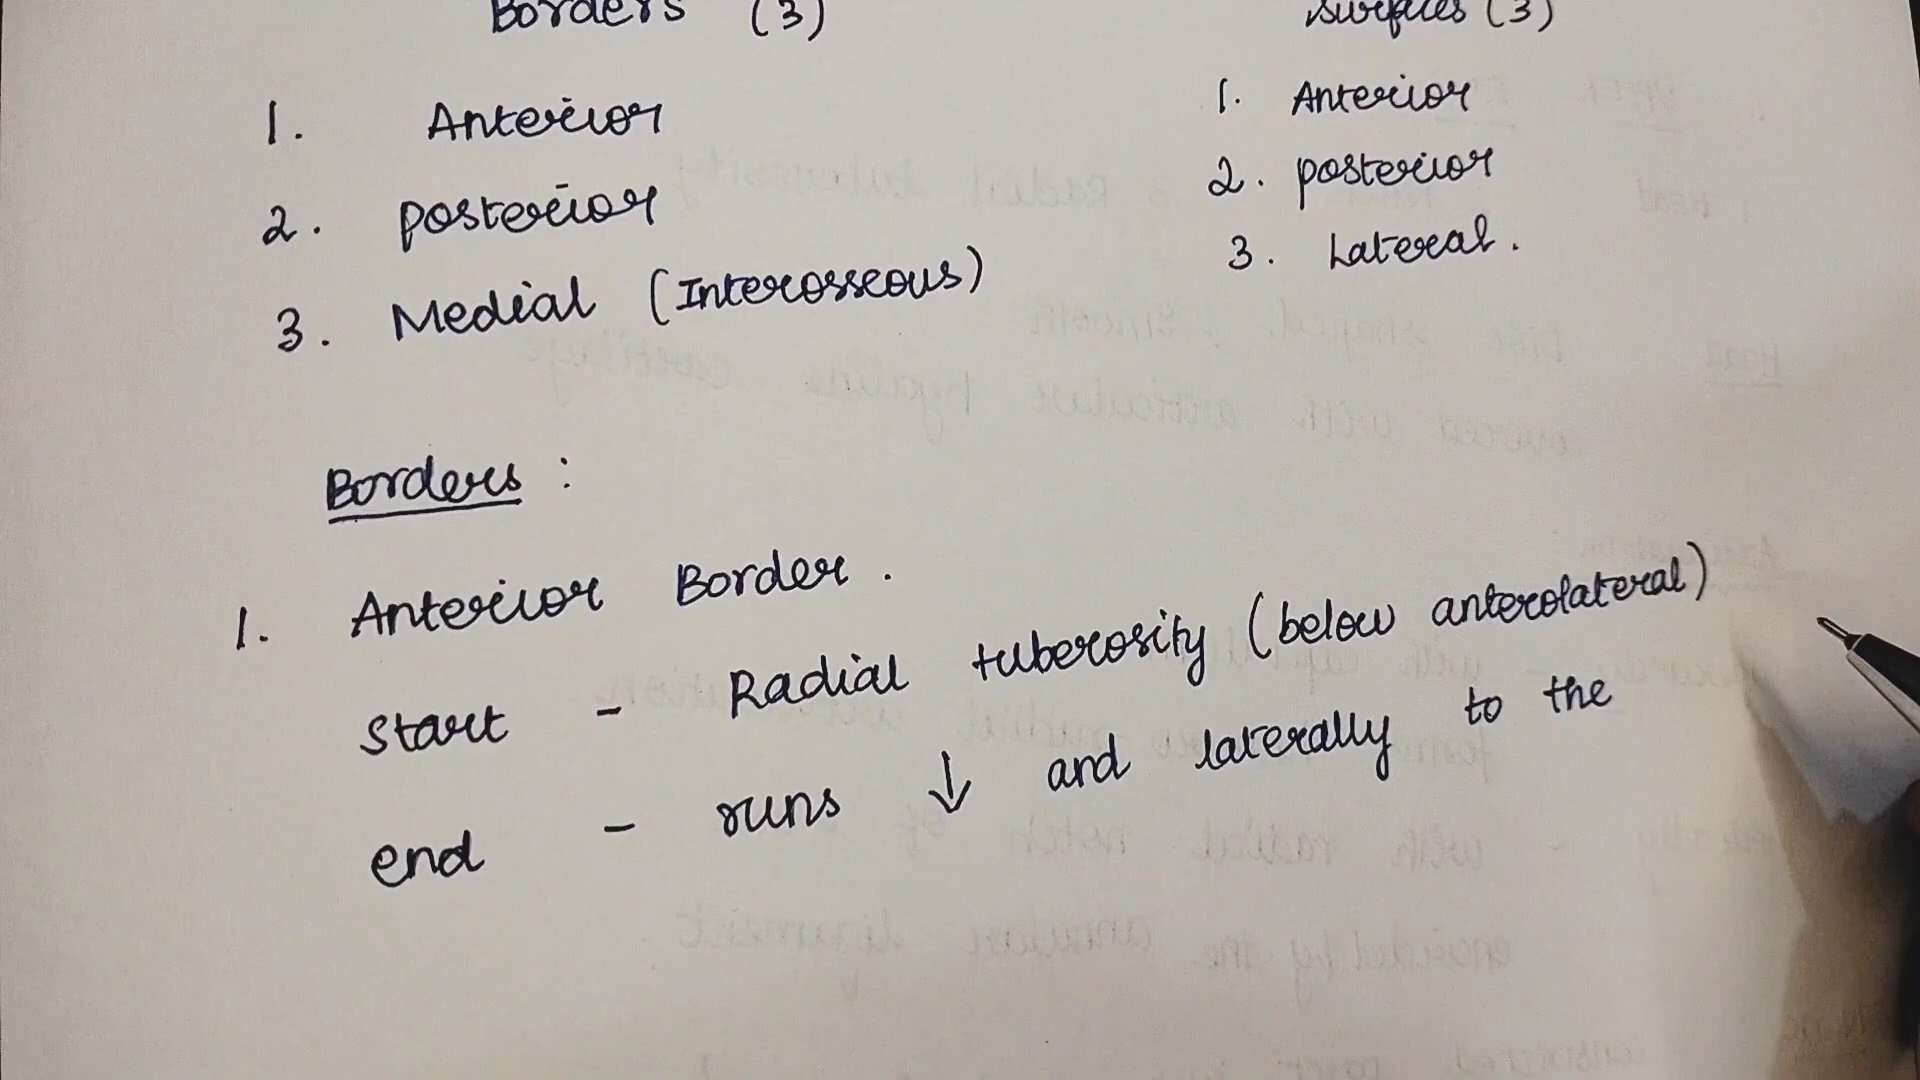 Borders (3)
1. Anterior
2. posterior
3. Medial (Interosseous)
Surfaces (3)
1. Anterior
2. posterior
3. Lateral.
Borders :
1. Anterior Border.
start - Radial tuberosity (below anterolateral)
end - runs ↓ and laterally to the